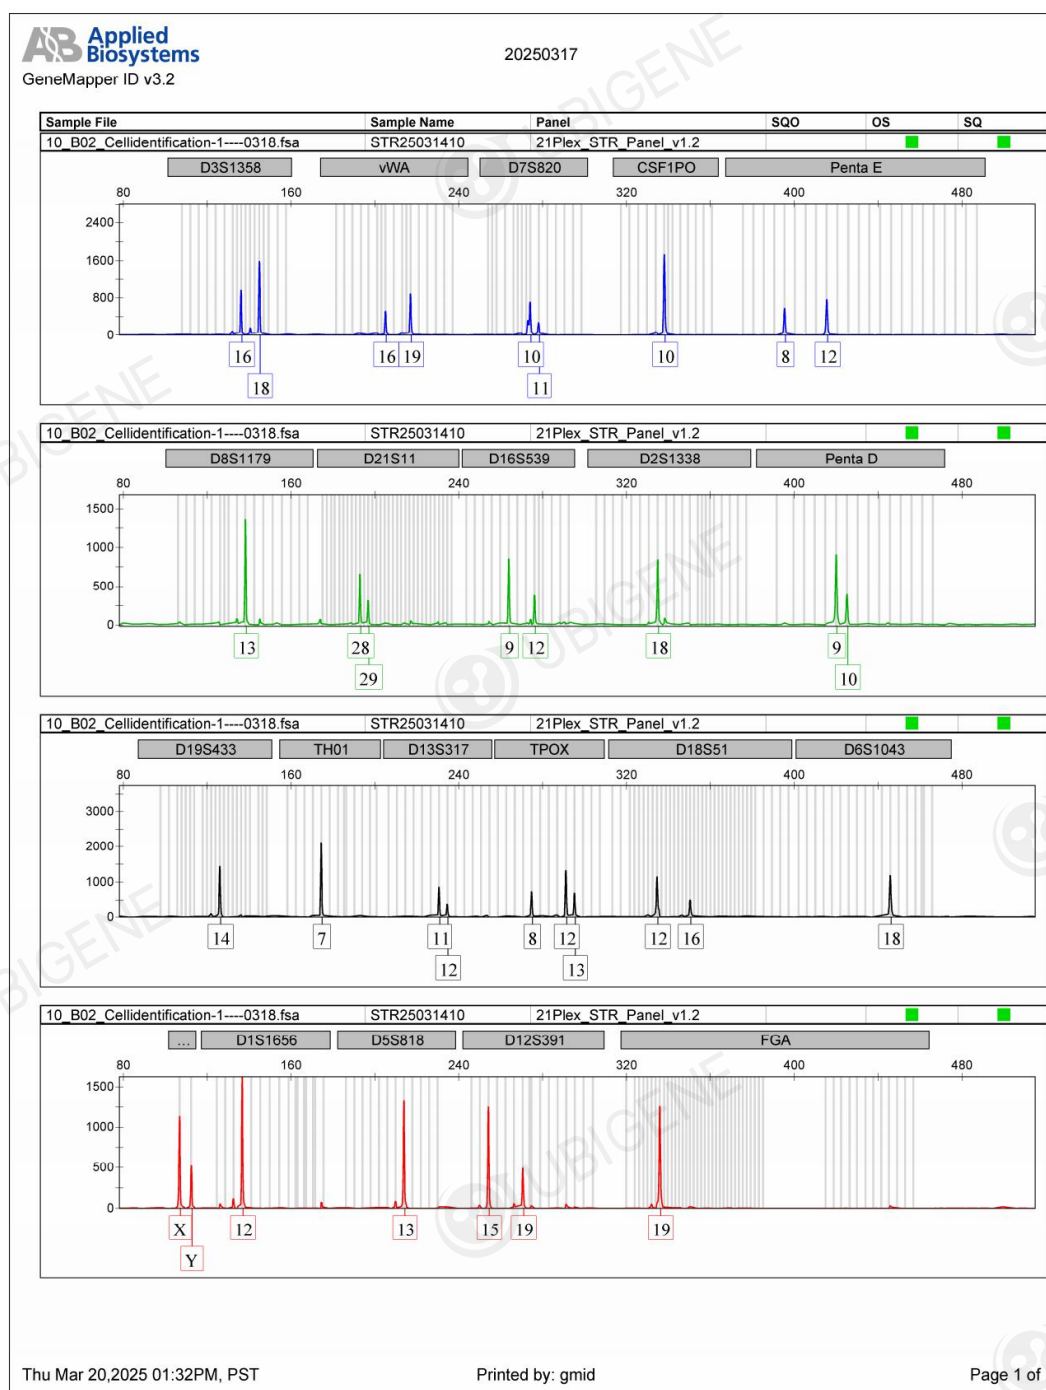 AB Applied
Biosystems
20250317
GeneMapper ID v3.2
Sample File Sample Name Panel SQO OS SQ
10_B02_Cellidentification-1----0318.fsa STR25031410 21Plex_STR_Panel_v1.2
D3S1358 vWA D7S820 CSF1PO Penta E
80 160 240 320 400 480
2400
1600
800
0
16 16 19 10 10 8 12
18 11
10_B02_Cellidentification-1----0318.fsa STR25031410 21Plex_STR_Panel_v1.2
D8S1179 D21S11 D16S539 D2S1338 Penta D
80 160 240 320 400 480
1500
1000
500
0
13 28 9 12 18 9
29 10
10_B02_Cellidentification-1----0318.fsa STR25031410 21Plex_STR_Panel_v1.2
D19S433 TH01 D13S317 TPOX D18S51 D6S1043
80 160 240 320 400 480
3000
2000
1000
0
14 7 11 8 12 12 16 18
12 13
10_B02_Cellidentification-1----0318.fsa STR25031410 21Plex_STR_Panel_v1.2
... D1S1656 D5S818 D12S391 FGA
80 160 240 320 400 480
1500
1000
500
0
X 12 13 15 19 19
Y
Thu Mar 20,2025 01:32PM, PST Printed by: gmid Page 1 of
UBIGENE